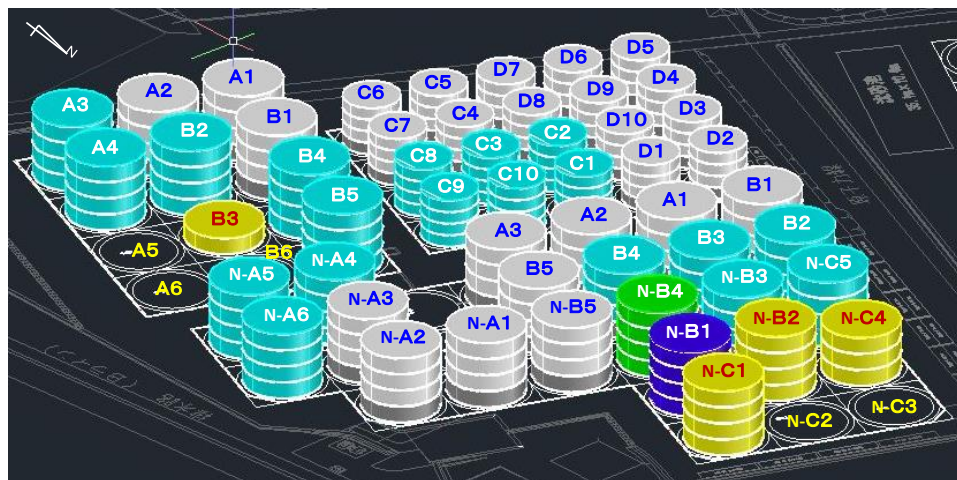 N
D5
D6
D7
C5
C6
A1
A2
A3
D4
D9
D8
C4
C7
B1
B2
A4
D3
D10
C2
C3
C8
B4
D2
D1
C1
C10
C9
B5
B3
A5
B6
A6
B1
A1
A2
A3
B2
B3
B4
B5
N-A4
N-A5
N-A6
N-A3
N-A2
N-A1
N-B5
N-B4
N-B3
N-C5
N-B1
N-B2
N-C4
N-C1
N-C2
N-C3